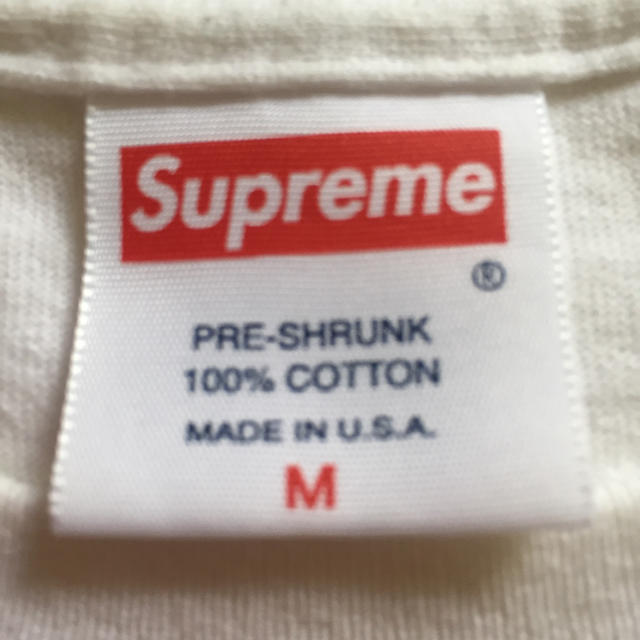 Supreme
®
PRE-SHRUNK
100% COTTON
MADE IN U.S.A.
M